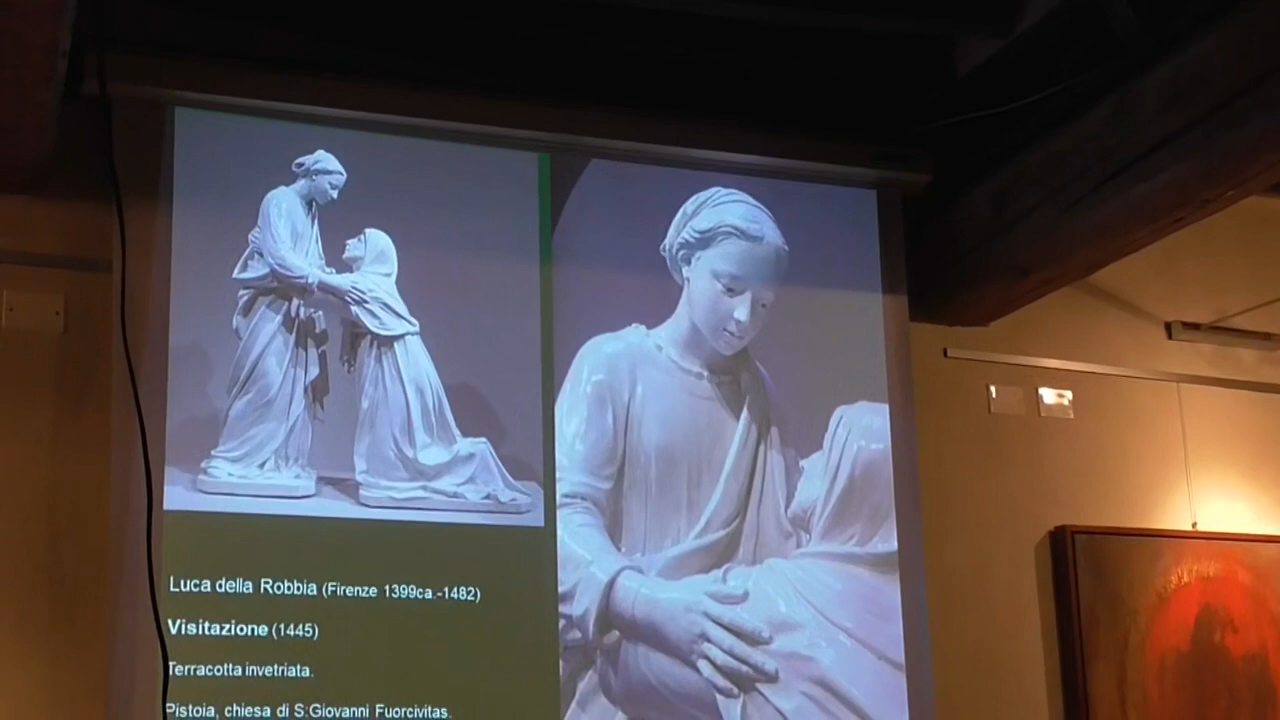 Luca della Robbia (Firenze 1399ca.-1482)
Visitazione (1445)
Terracotta invetriata.
Pistoia, chiesa di S.Giovanni Fuorcivitas.